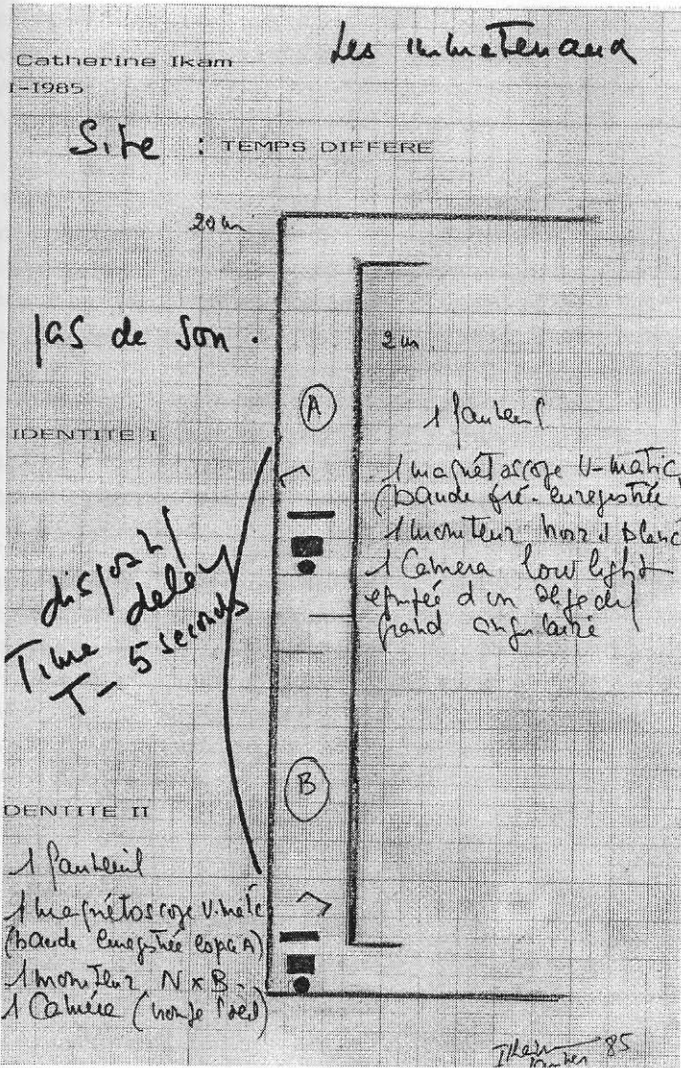 Les immatériaux
Catherine Ikam
I-1985
Site : TEMPS DIFFERE
20 m
pas de son.
2 m
A
IDENTITE I
1 fauteuil
1 magnétoscope U-matic
(bande pré-enregistrée
1 moniteur noir et blanc
1 Camera low light
équipée d'un objectif
grand angulaire
Time delay
T - 5 seconds
B
DENTITE II
1 fauteuil
1 magnétoscope U.matic
(bande enregistrée espace A)
1 moniteur N x B.
1 Caméra
Ikam 85